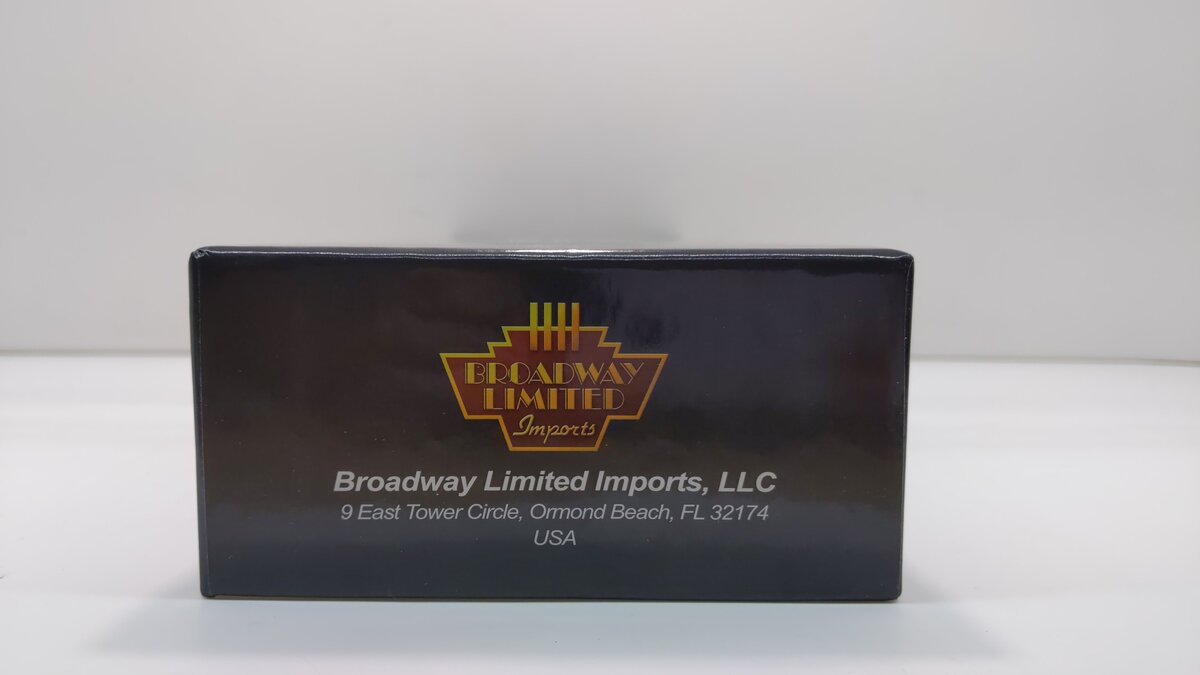 BROADWAY
LIMITED
Imports
Broadway Limited Imports, LLC
9 East Tower Circle, Ormond Beach, FL 32174
USA